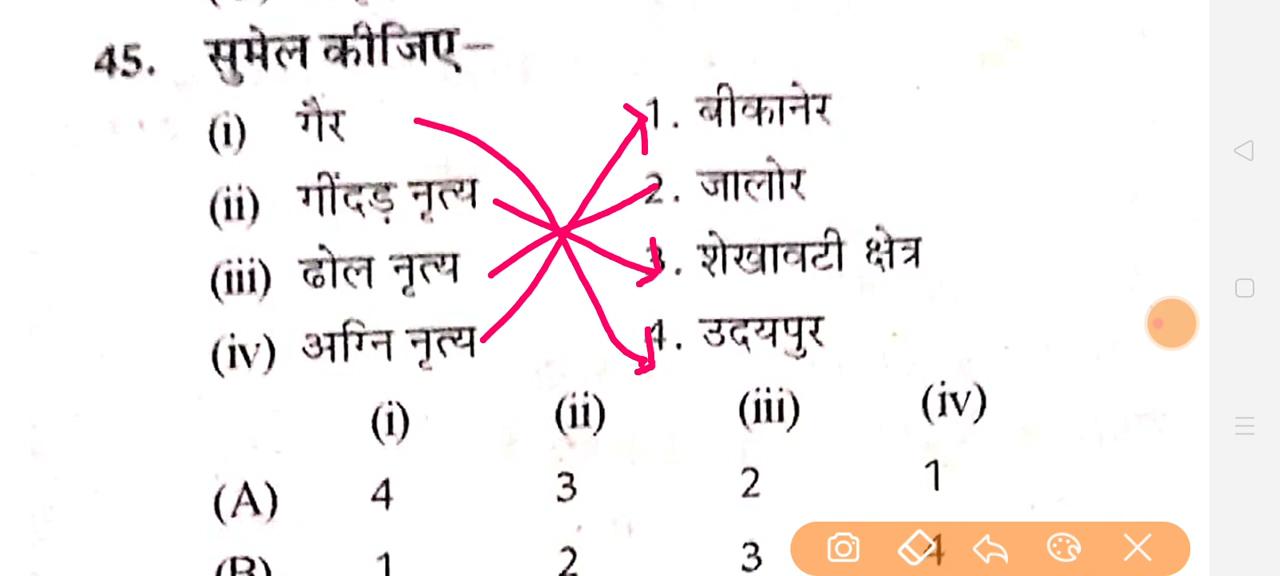 45. सुमेल कीजिए–
(i) गैर 1. बीकानेर
(ii) गींदड़ नृत्य 2. जालोर
(iii) ढोल नृत्य 3. शेखावटी क्षेत्र
(iv) अग्नि नृत्य 4. उदयपुर
(i) (ii) (iii) (iv)
(A) 4 3 2 1
(B) 1 2 3 4